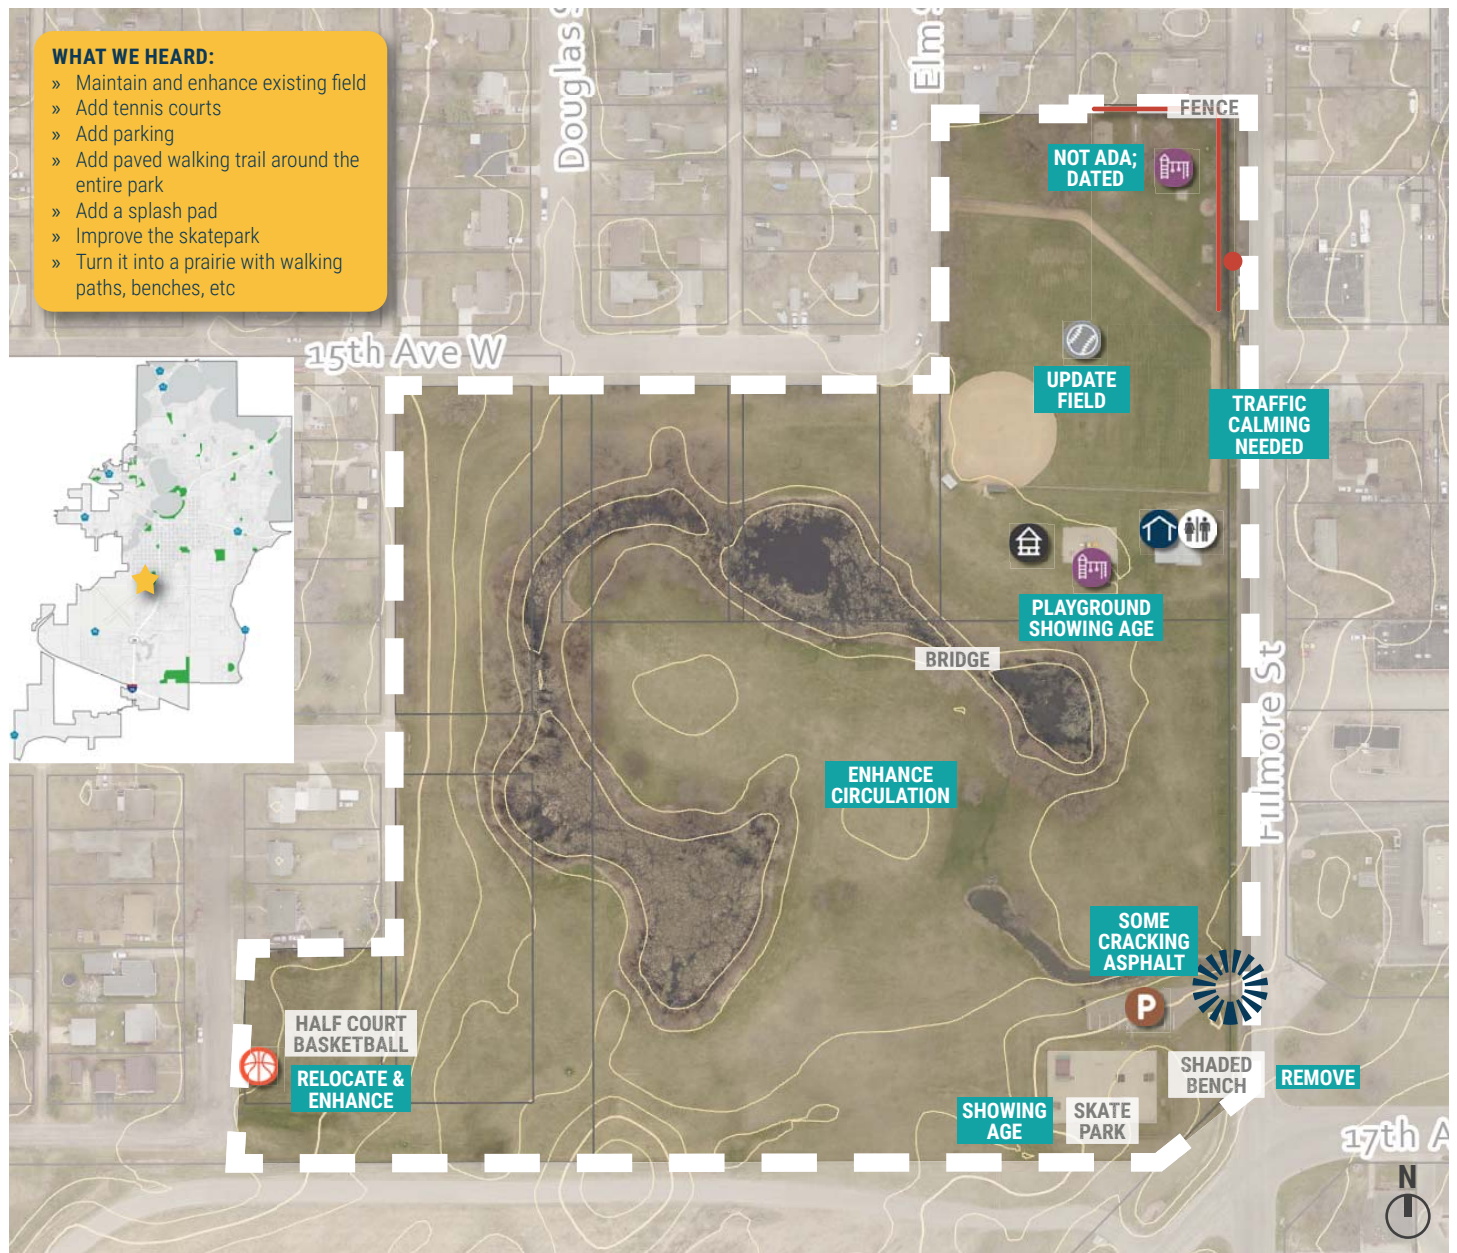 WHAT WE HEARD:
» Maintain and enhance existing field
» Add tennis courts
» Add parking
» Add paved walking trail around the
entire park
» Add a splash pad
» Improve the skatepark
» Turn it into a prairie with walking
paths, benches, etc
Douglas S
Elm S
FENCE
NOT ADA;
DATED
15th Ave W
UPDATE
FIELD
TRAFFIC
CALMING
NEEDED
PLAYGROUND
SHOWING AGE
BRIDGE
Fillmore St
ENHANCE
CIRCULATION
SOME
CRACKING
ASPHALT
P
HALF COURT
BASKETBALL
RELOCATE &
ENHANCE
SHADED
BENCH
REMOVE
SHOWING
AGE
SKATE
PARK
17th A
N